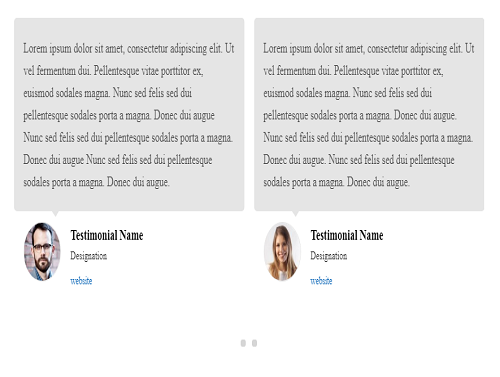 Lorem ipsum dolor sit amet, consectetur adipiscing elit. Ut
vel fermentum dui. Pellentesque vitae porttitor ex,
euismod sodales magna. Nunc sed felis sed dui
pellentesque sodales porta a magna. Donec dui augue
Nunc sed felis sed dui pellentesque sodales porta a magna.
Donec dui augue Nunc sed felis sed dui pellentesque
sodales porta a magna. Donec dui augue.
Testimonial Name
Designation
website
Lorem ipsum dolor sit amet, consectetur adipiscing elit. Ut
vel fermentum dui. Pellentesque vitae porttitor ex,
euismod sodales magna. Nunc sed felis sed dui
pellentesque sodales porta a magna. Donec dui augue
Nunc sed felis sed dui pellentesque sodales porta a magna.
Donec dui augue Nunc sed felis sed dui pellentesque
sodales porta a magna. Donec dui augue.
Testimonial Name
Designation
website